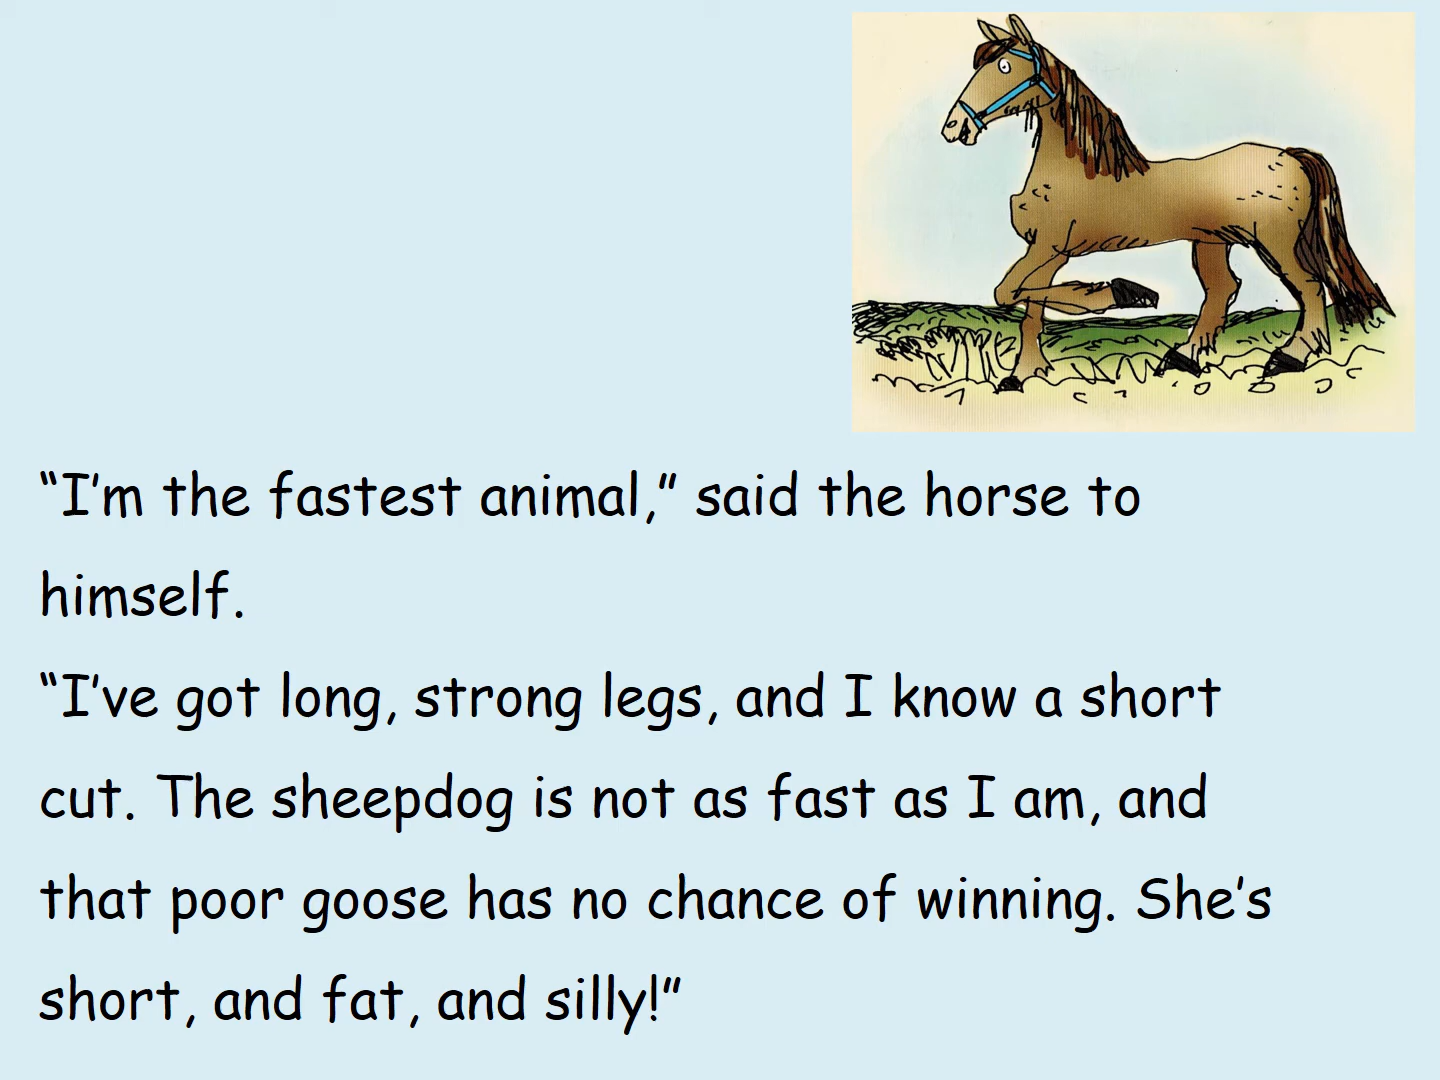 “I’m the fastest animal,” said the horse to
himself.
“I’ve got long, strong legs, and I know a short
cut. The sheepdog is not as fast as I am, and
that poor goose has no chance of winning. She’s
short, and fat, and silly!”